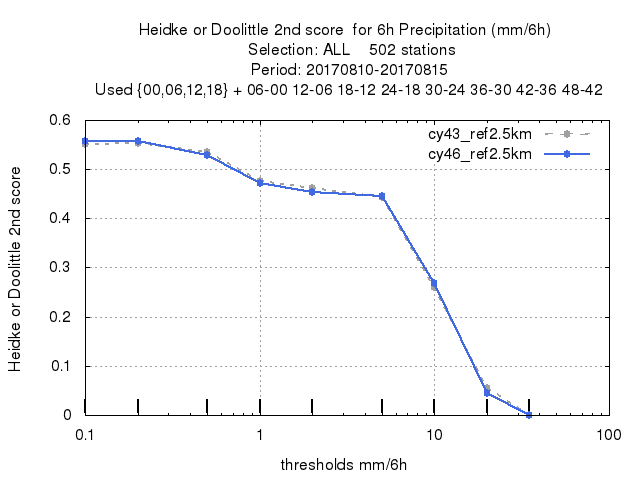 Heidke or Doolittle 2nd score  for 6h Precipitation (mm/6h)
Selection: ALL    502 stations
Period: 20170810-20170815
Used {00,06,12,18} + 06-00 12-06 18-12 24-18 30-24 36-30 42-36 48-42
cy43_ref2.5km
cy46_ref2.5km
Heidke or Doolittle 2nd score
0.6
0.5
0.4
0.3
0.2
0.1
0
0.1 1 10 100
thresholds mm/6h